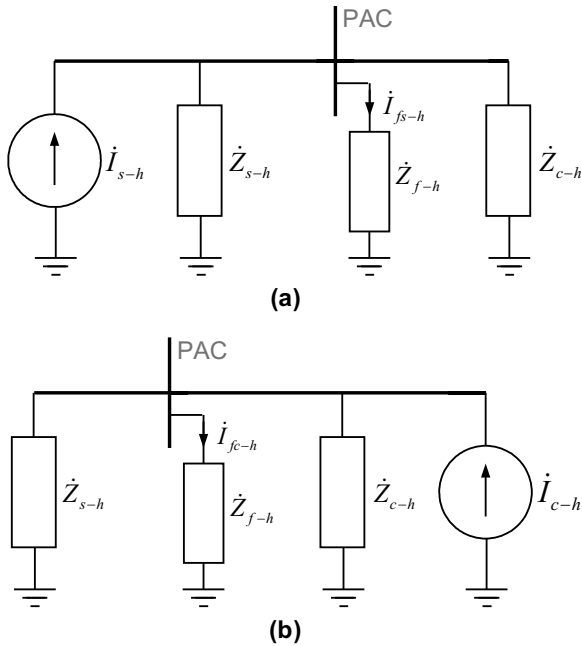 PAC
İ_{s-h}
Ż_{s-h}
İ_{fs-h}
Ż_{f-h}
Ż_{c-h}
(a)
PAC
Ż_{s-h}
İ_{fc-h}
Ż_{f-h}
Ż_{c-h}
İ_{c-h}
(b)